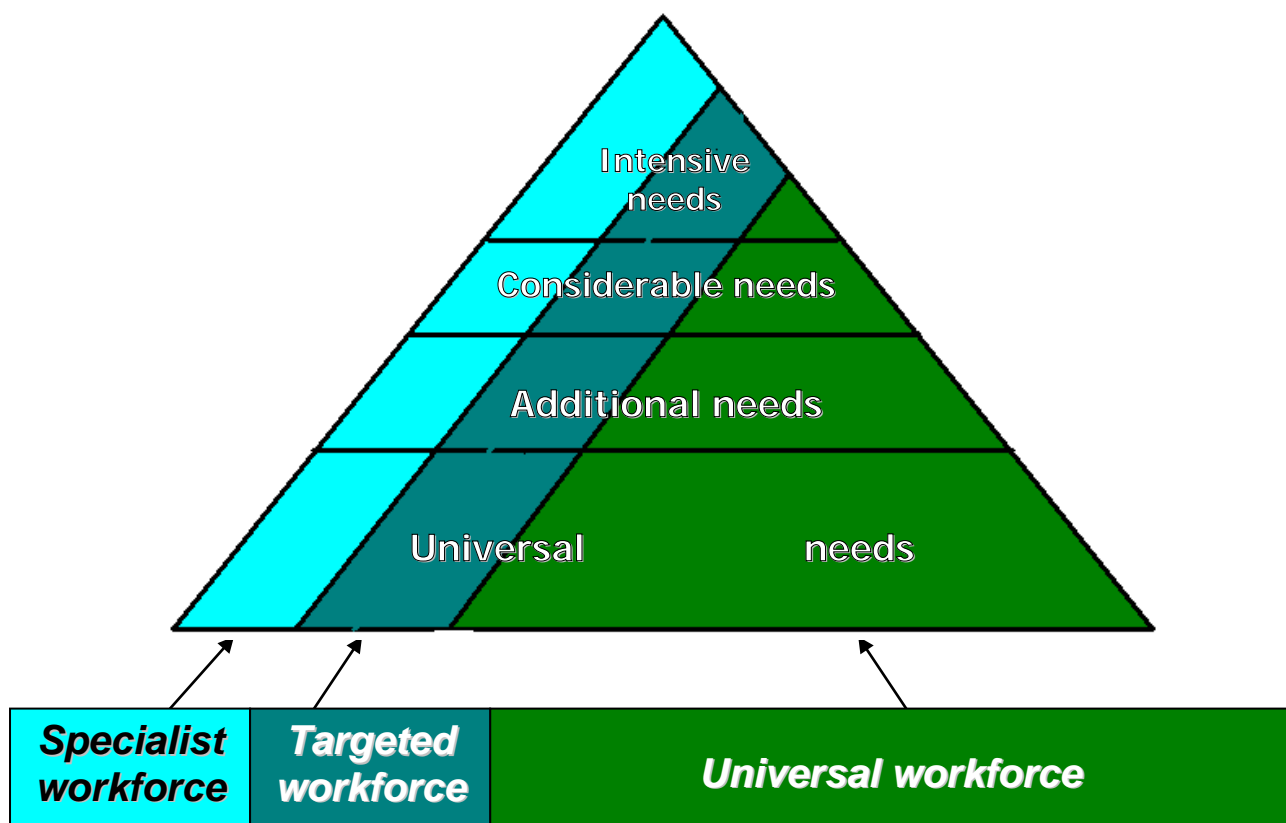 Intensive
needs
Considerable needs
Additional needs
Universal needs
Specialist
workforce
Targeted
workforce
Universal workforce